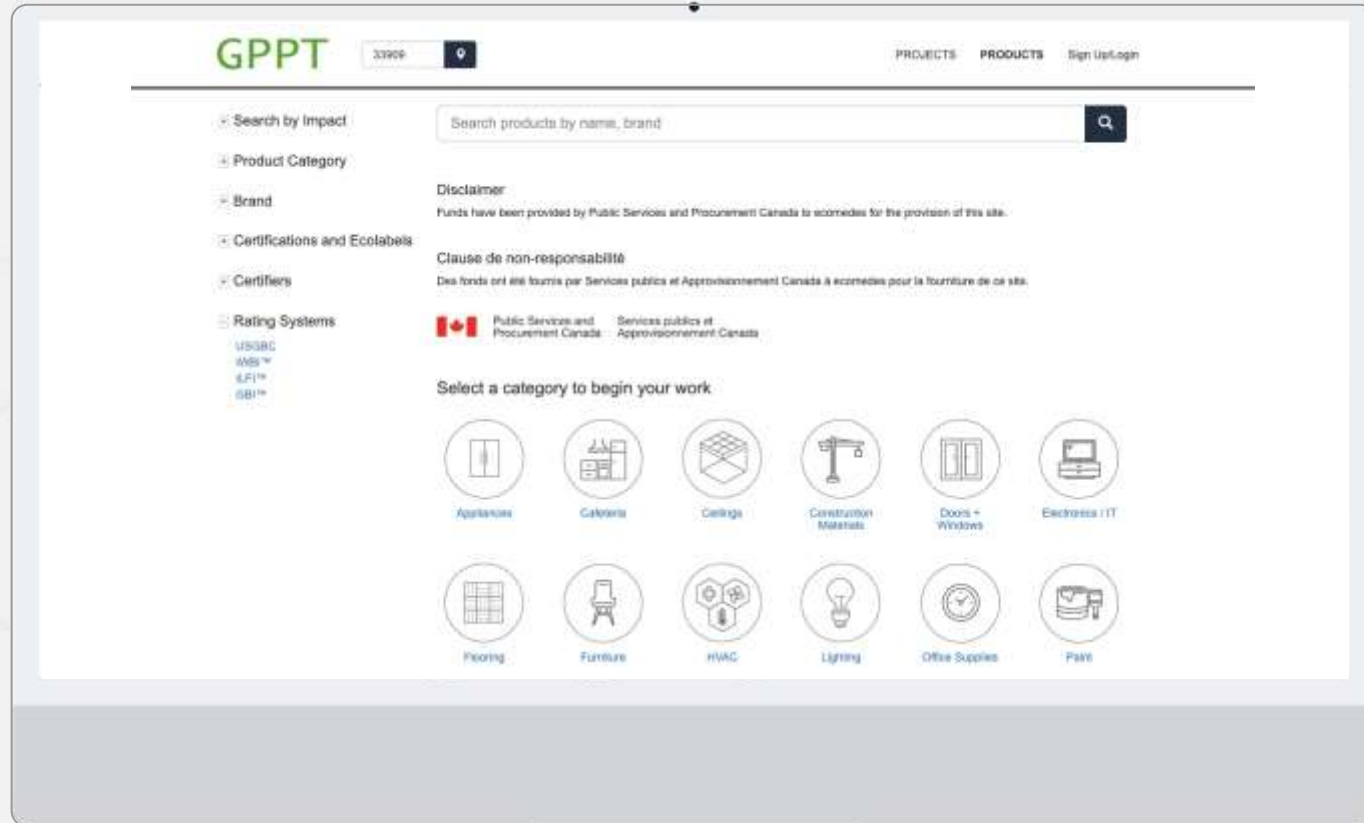 GPPT
33909
PROJECTS PRODUCTS Sign Up/Login
Search by Impact
Product Category
Brand
Certifications and Ecolabels
Certifiers
Rating Systems
USGBC
IWBI™
ILFI™
GBI™
Search products by name, brand
Disclaimer
Funds have been provided by Public Services and Procurement Canada to ecomedes for the provision of this site.
Clause de non-responsabilité
Des fonds ont été fournis par Services publics et Approvisionnement Canada à ecomedes pour la fourniture de ce site.
Public Services and Services publics et
Procurement Canada Approvisionnement Canada
Select a category to begin your work
Appliances Cafeteria Ceilings Construction Doors + Electronics / IT
Materials Windows
Flooring Furniture HVAC Lighting Office Supplies Paint